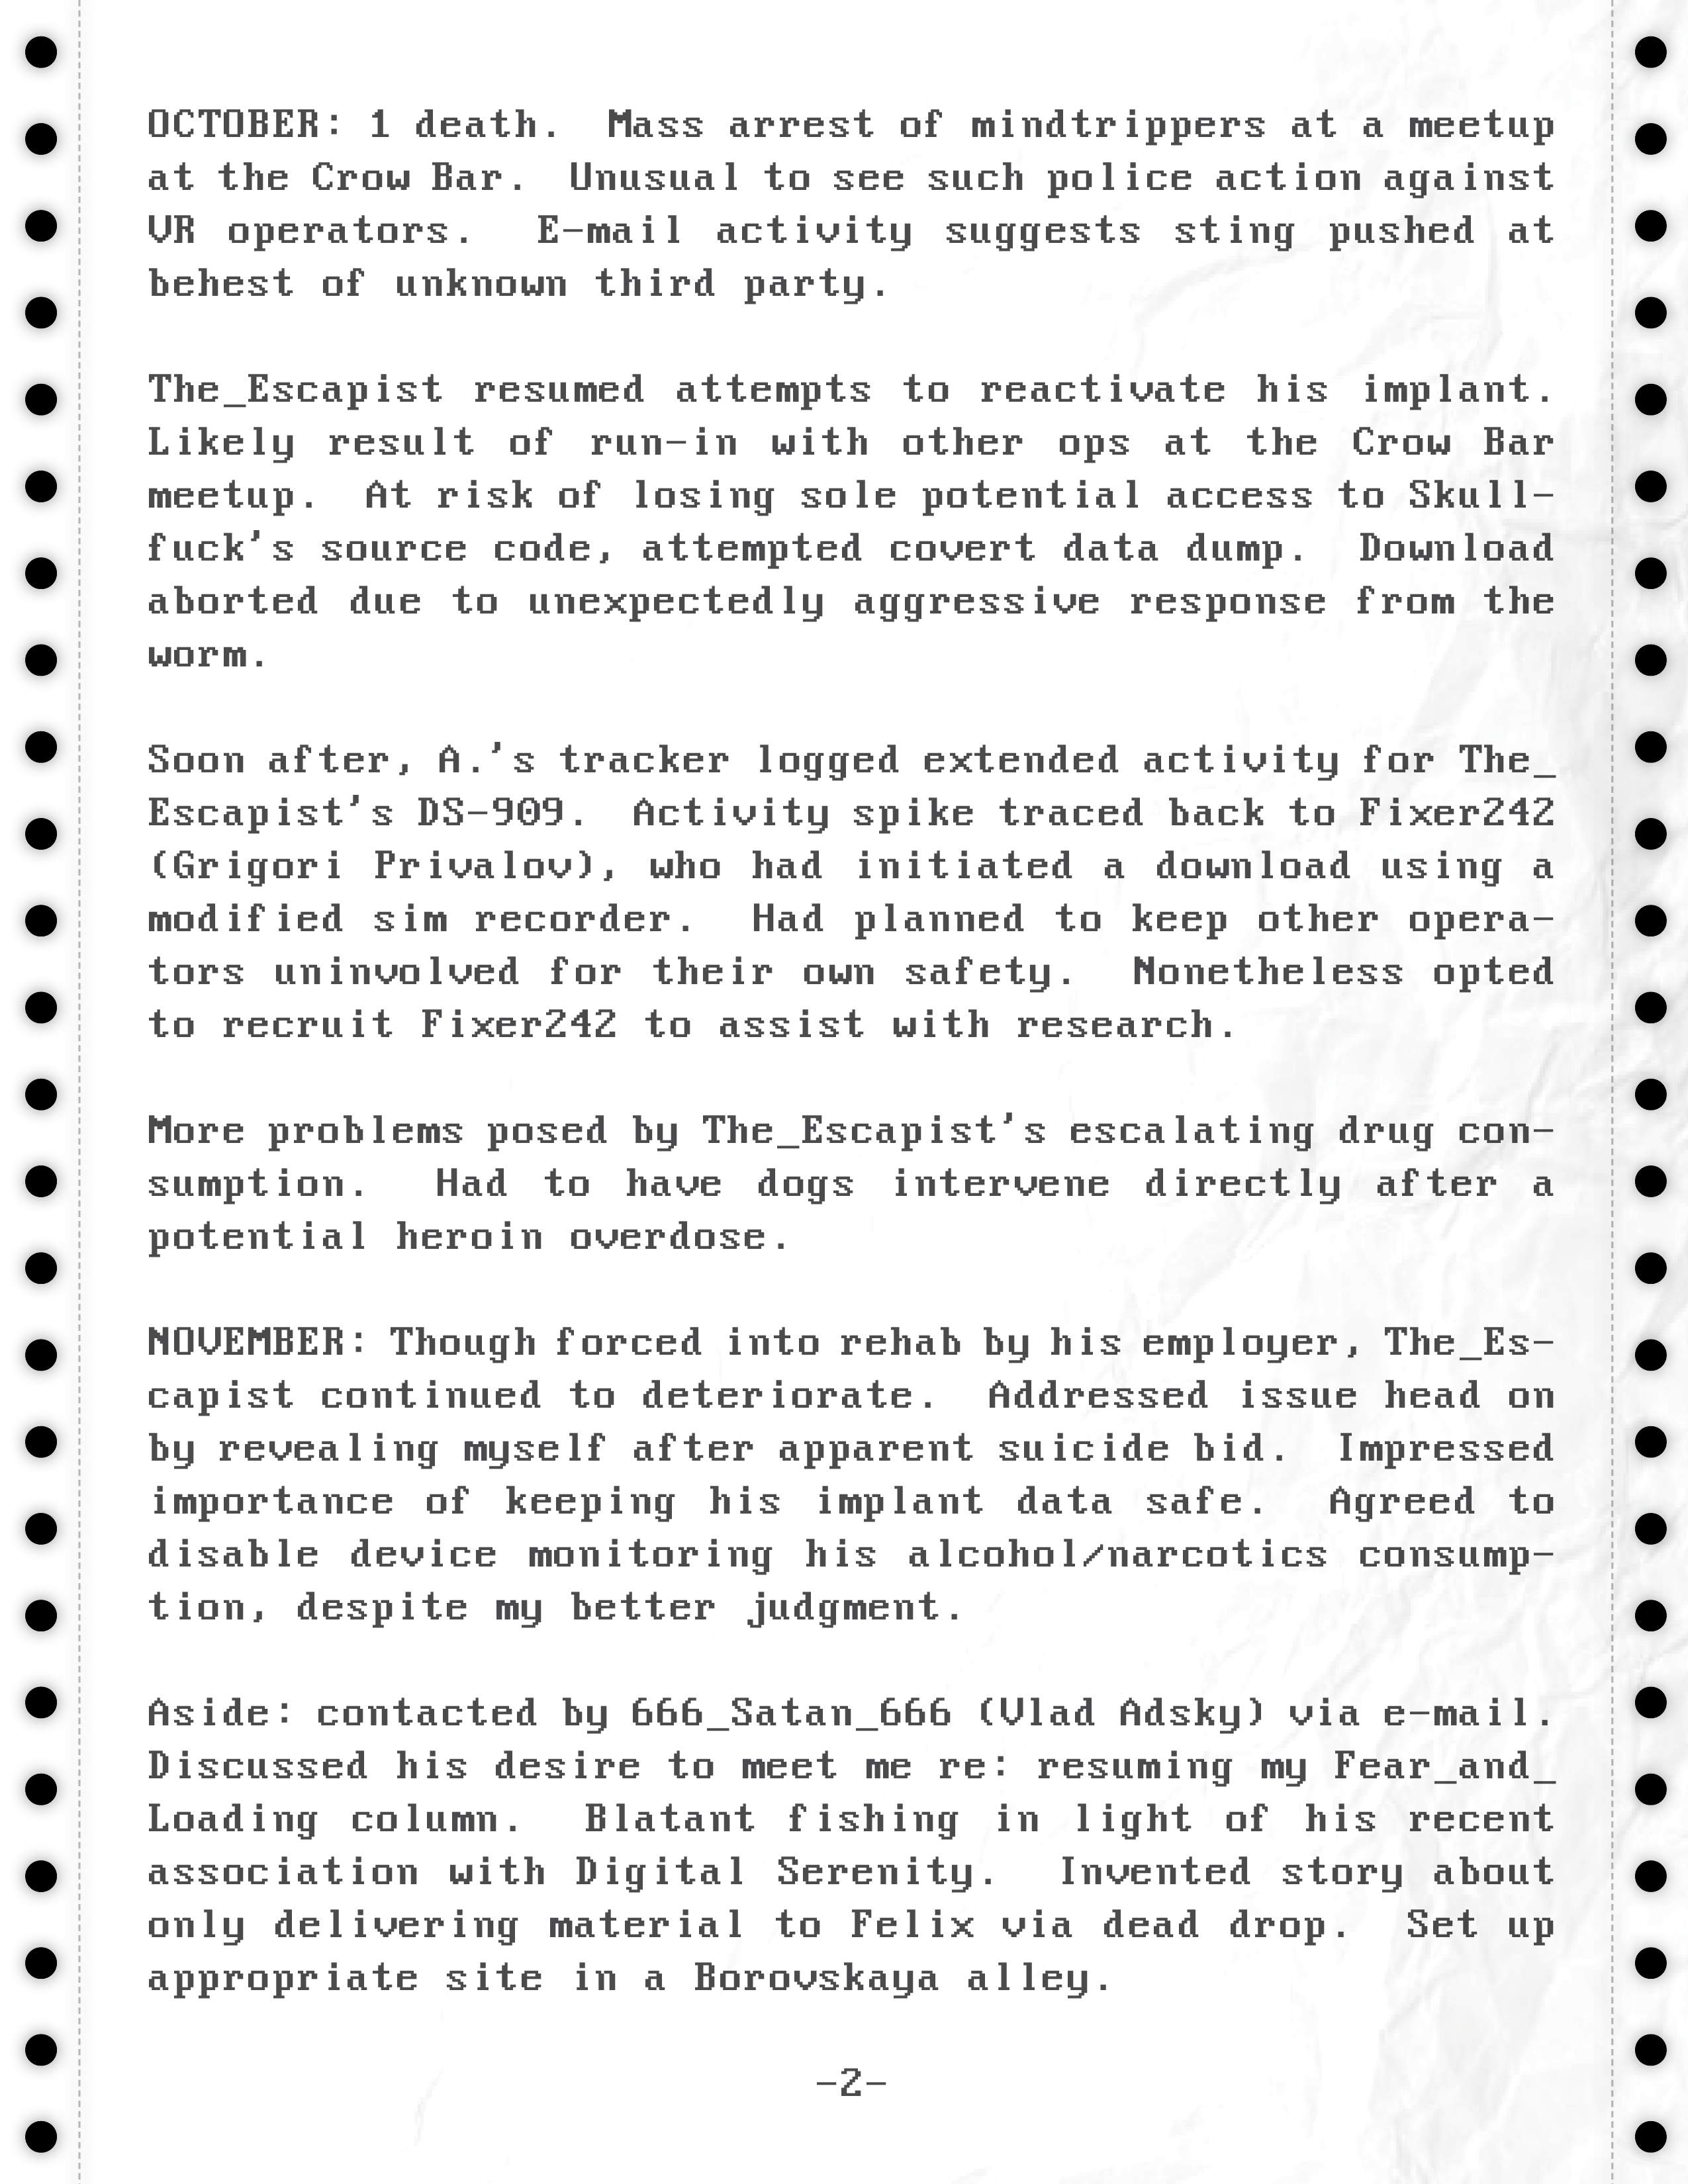 OCTOBER: 1 death.  Mass arrest of mindtrippers at a meetup
at the Crow Bar.  Unusual to see such police action against
VR operators.  E-mail activity suggests sting pushed at
behest of unknown third party.

The_Escapist resumed attempts to reactivate his implant.
Likely result of run-in with other ops at the Crow Bar
meetup.  At risk of losing sole potential access to Skull-
fuck's source code, attempted covert data dump.  Download
aborted due to unexpectedly aggressive response from the
worm.

Soon after, A.'s tracker logged extended activity for The_
Escapist's DS-909.  Activity spike traced back to Fixer242
(Grigori Privalov), who had initiated a download using a
modified sim recorder.  Had planned to keep other opera-
tors uninvolved for their own safety.  Nonetheless opted
to recruit Fixer242 to assist with research.

More problems posed by The_Escapist's escalating drug con-
sumption.  Had to have dogs intervene directly after a
potential heroin overdose.

NOVEMBER: Though forced into rehab by his employer, The_Es-
capist continued to deteriorate.  Addressed issue head on
by revealing myself after apparent suicide bid.  Impressed
importance of keeping his implant data safe.  Agreed to
disable device monitoring his alcohol/narcotics consump-
tion, despite my better judgment.

Aside: contacted by 666_Satan_666 (Vlad Adsky) via e-mail.
Discussed his desire to meet me re: resuming my Fear_and_
Loading column.  Blatant fishing in light of his recent
association with Digital Serenity.  Invented story about
only delivering material to Felix via dead drop.  Set up
appropriate site in a Borovskaya alley.

-2-